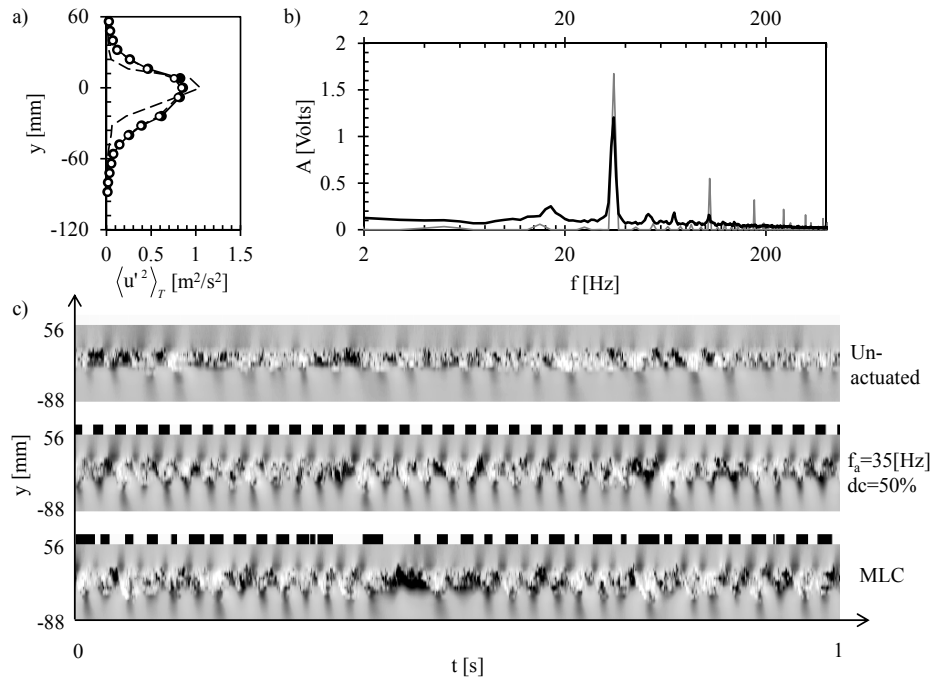 a)
60
0
-60
-120
y [mm]
0 0.5 1 1.5
⟨u'²⟩_T [m²/s²]
b)
2 20 200
2
1.5
1
0.5
0
A [Volts]
2 20 200
f [Hz]
c)
56
-88
Un-
actuated
56
-88
y [mm]
fₐ=35[Hz]
dc=50%
56
-88
MLC
0 1
t [s]